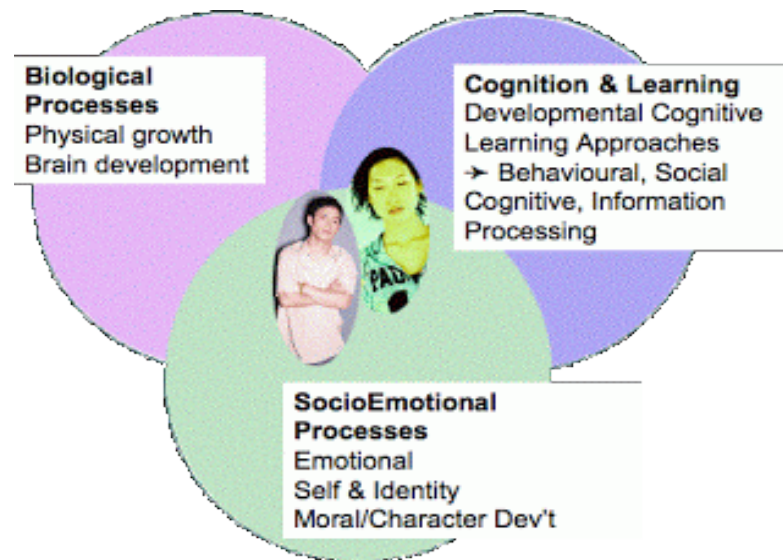 Biological
Processes
Physical growth
Brain development
Cognition & Learning
Developmental Cognitive
Learning Approaches
➔ Behavioural, Social
Cognitive, Information
Processing
SocioEmotional
Processes
Emotional
Self & Identity
Moral/Character Dev't